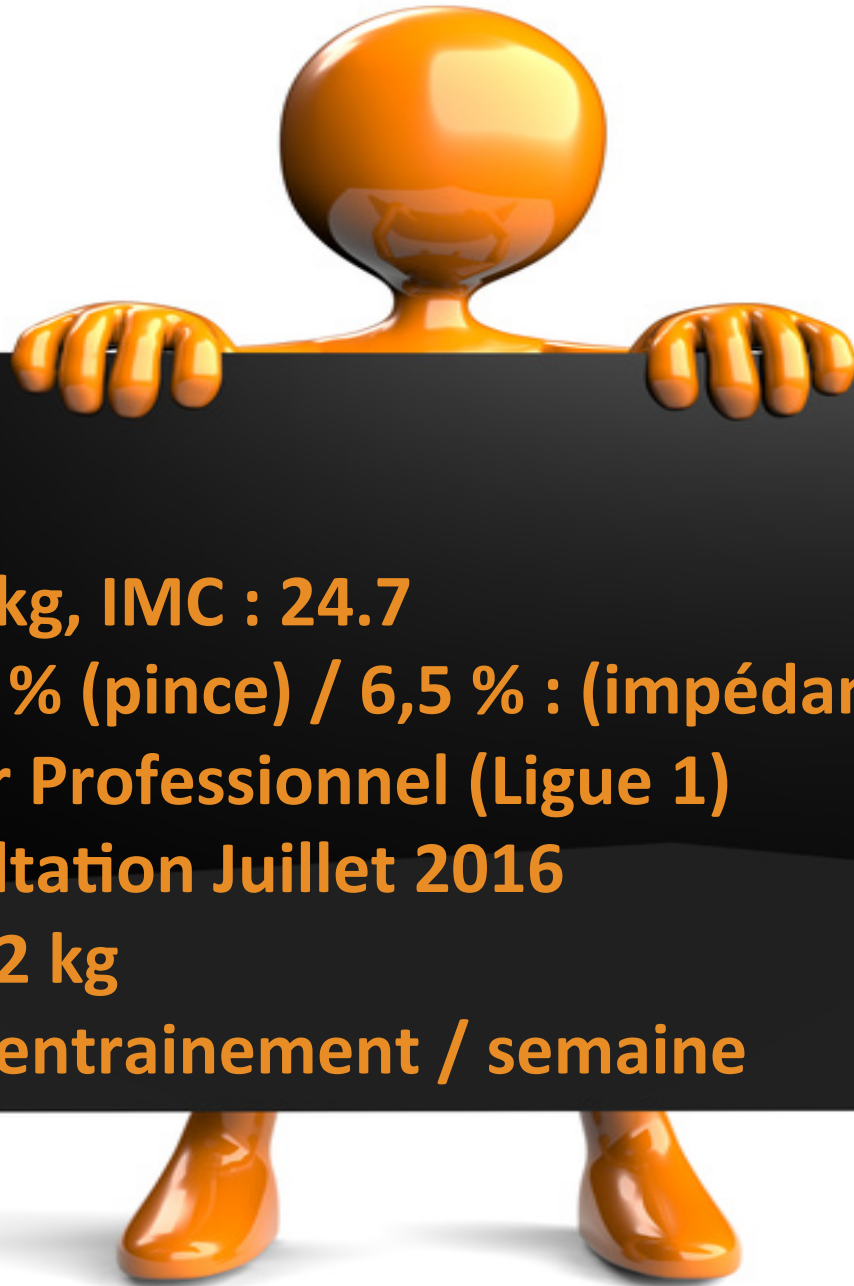 kg, IMC : 24.7
% (pince) / 6,5 % : (impédan
r Professionnel (Ligue 1)
ltation Juillet 2016
2 kg
entrainement / semaine